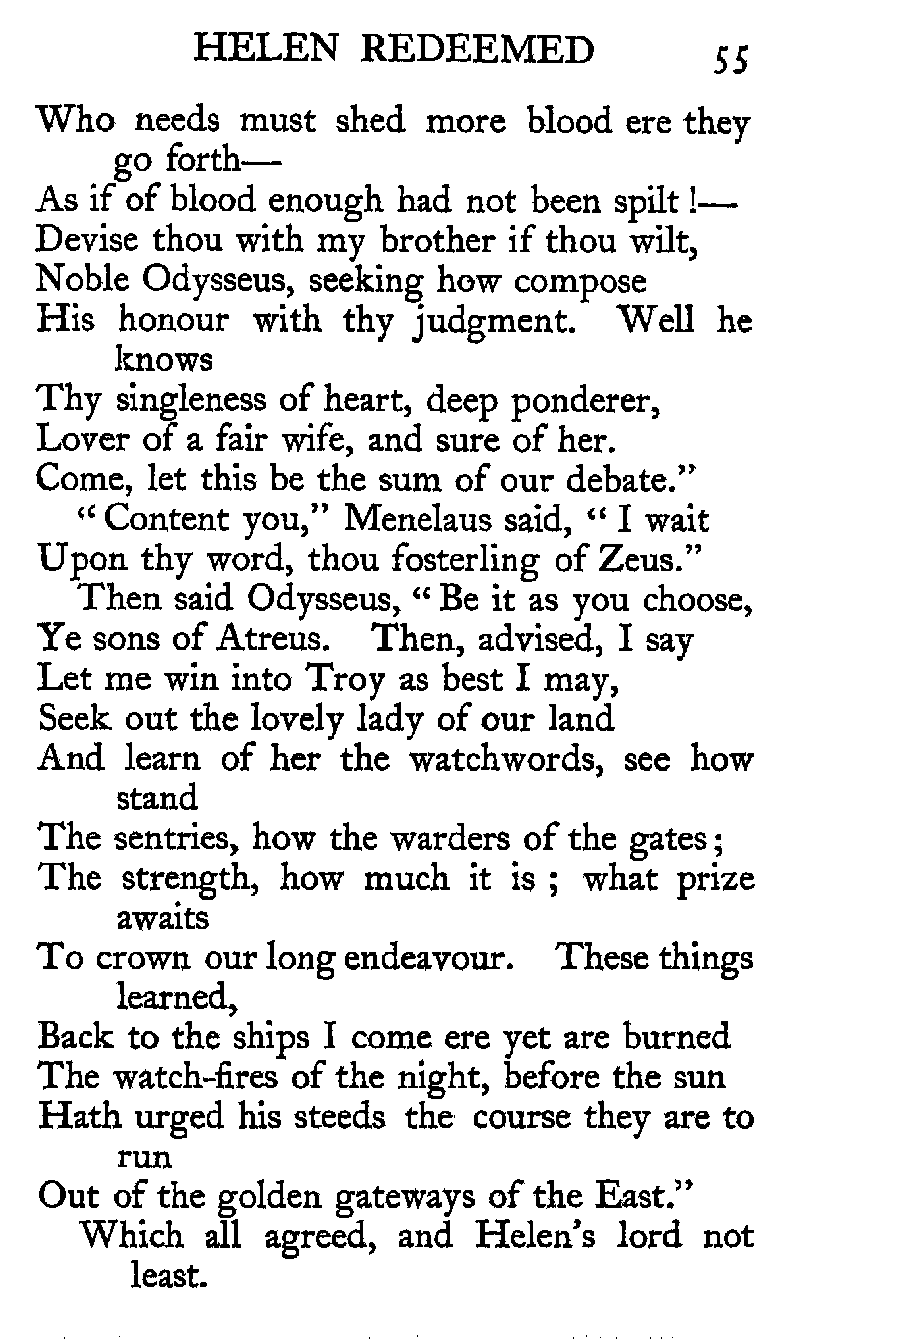 HELEN REDEEMED 55
Who needs must shed more blood ere they
go forth—
As if of blood enough had not been spilt !—
Devise thou with my brother if thou wilt,
Noble Odysseus, seeking how compose
His honour with thy judgment. Well he
knows
Thy singleness of heart, deep ponderer,
Lover of a fair wife, and sure of her.
Come, let this be the sum of our debate."
"Content you," Menelaus said, "I wait
Upon thy word, thou fosterling of Zeus."
Then said Odysseus, "Be it as you choose,
Ye sons of Atreus. Then, advised, I say
Let me win into Troy as best I may,
Seek out the lovely lady of our land
And learn of her the watchwords, see how
stand
The sentries, how the warders of the gates ;
The strength, how much it is ; what prize
awaits
To crown our long endeavour. These things
learned,
Back to the ships I come ere yet are burned
The watch-fires of the night, before the sun
Hath urged his steeds the course they are to
run
Out of the golden gateways of the East."
Which all agreed, and Helen's lord not
least.